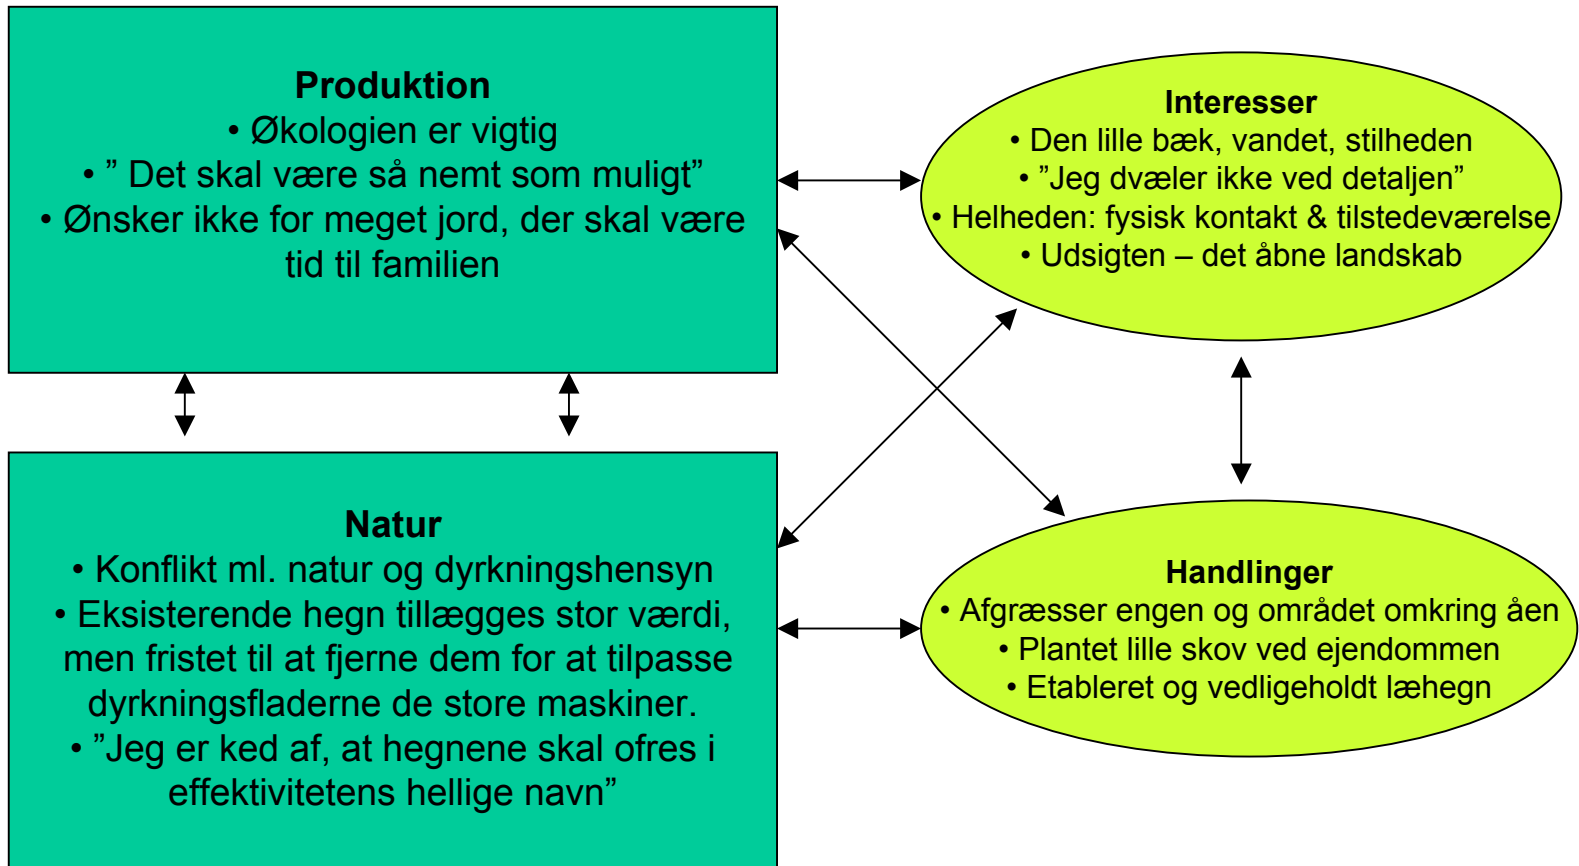 Produktion
• Økologien er vigtig
• ” Det skal være så nemt som muligt”
• Ønsker ikke for meget jord, der skal være
tid til familien
Interesser
• Den lille bæk, vandet, stilheden
• ”Jeg dvæler ikke ved detaljen”
• Helheden: fysisk kontakt & tilstedeværelse
• Udsigten – det åbne landskab
Natur
• Konflikt ml. natur og dyrkningshensyn
• Eksisterende hegn tillægges stor værdi,
men fristet til at fjerne dem for at tilpasse
dyrkningsfladerne de store maskiner.
• ”Jeg er ked af, at hegnene skal ofres i
effektivitetens hellige navn”
Handlinger
• Afgræsser engen og området omkring åen
• Plantet lille skov ved ejendommen
• Etableret og vedligeholdt læhegn